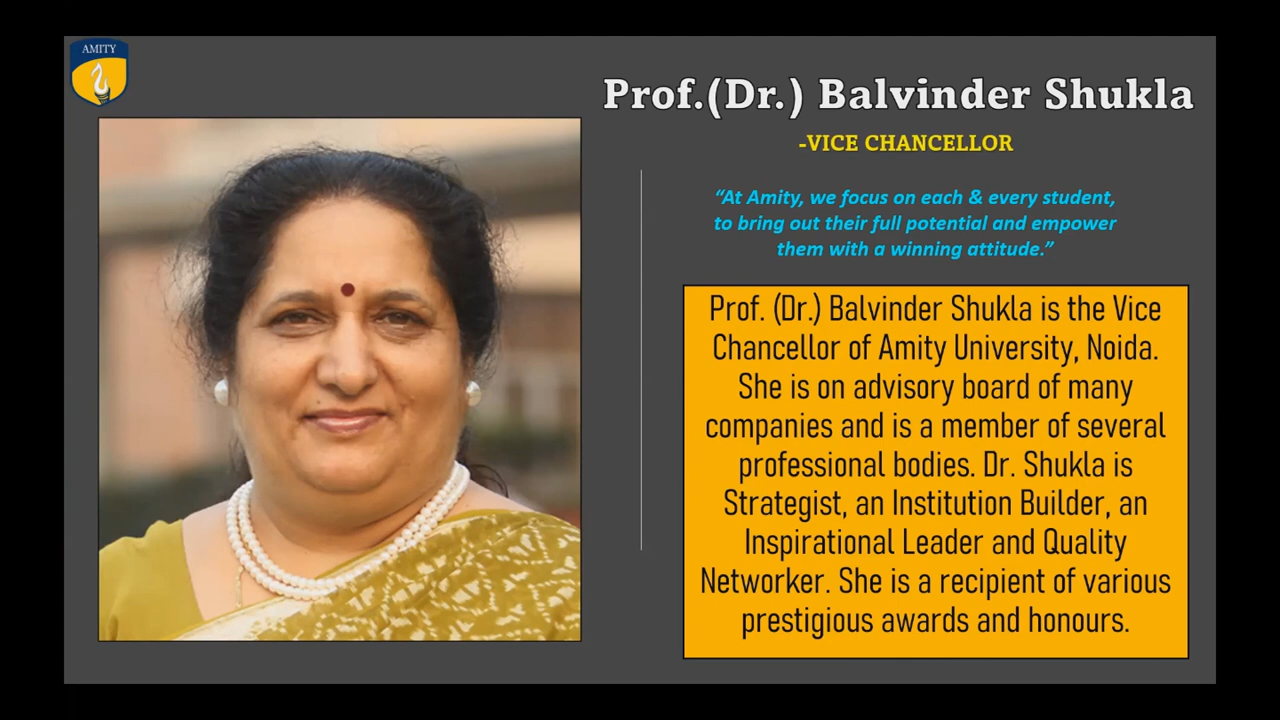 AMITY
Prof.(Dr.) Balvinder Shukla
-VICE CHANCELLOR
“At Amity, we focus on each & every student,
to bring out their full potential and empower
them with a winning attitude.”
Prof. (Dr.) Balvinder Shukla is the Vice
Chancellor of Amity University, Noida.
She is on advisory board of many
companies and is a member of several
professional bodies. Dr. Shukla is
Strategist, an Institution Builder, an
Inspirational Leader and Quality
Networker. She is a recipient of various
prestigious awards and honours.